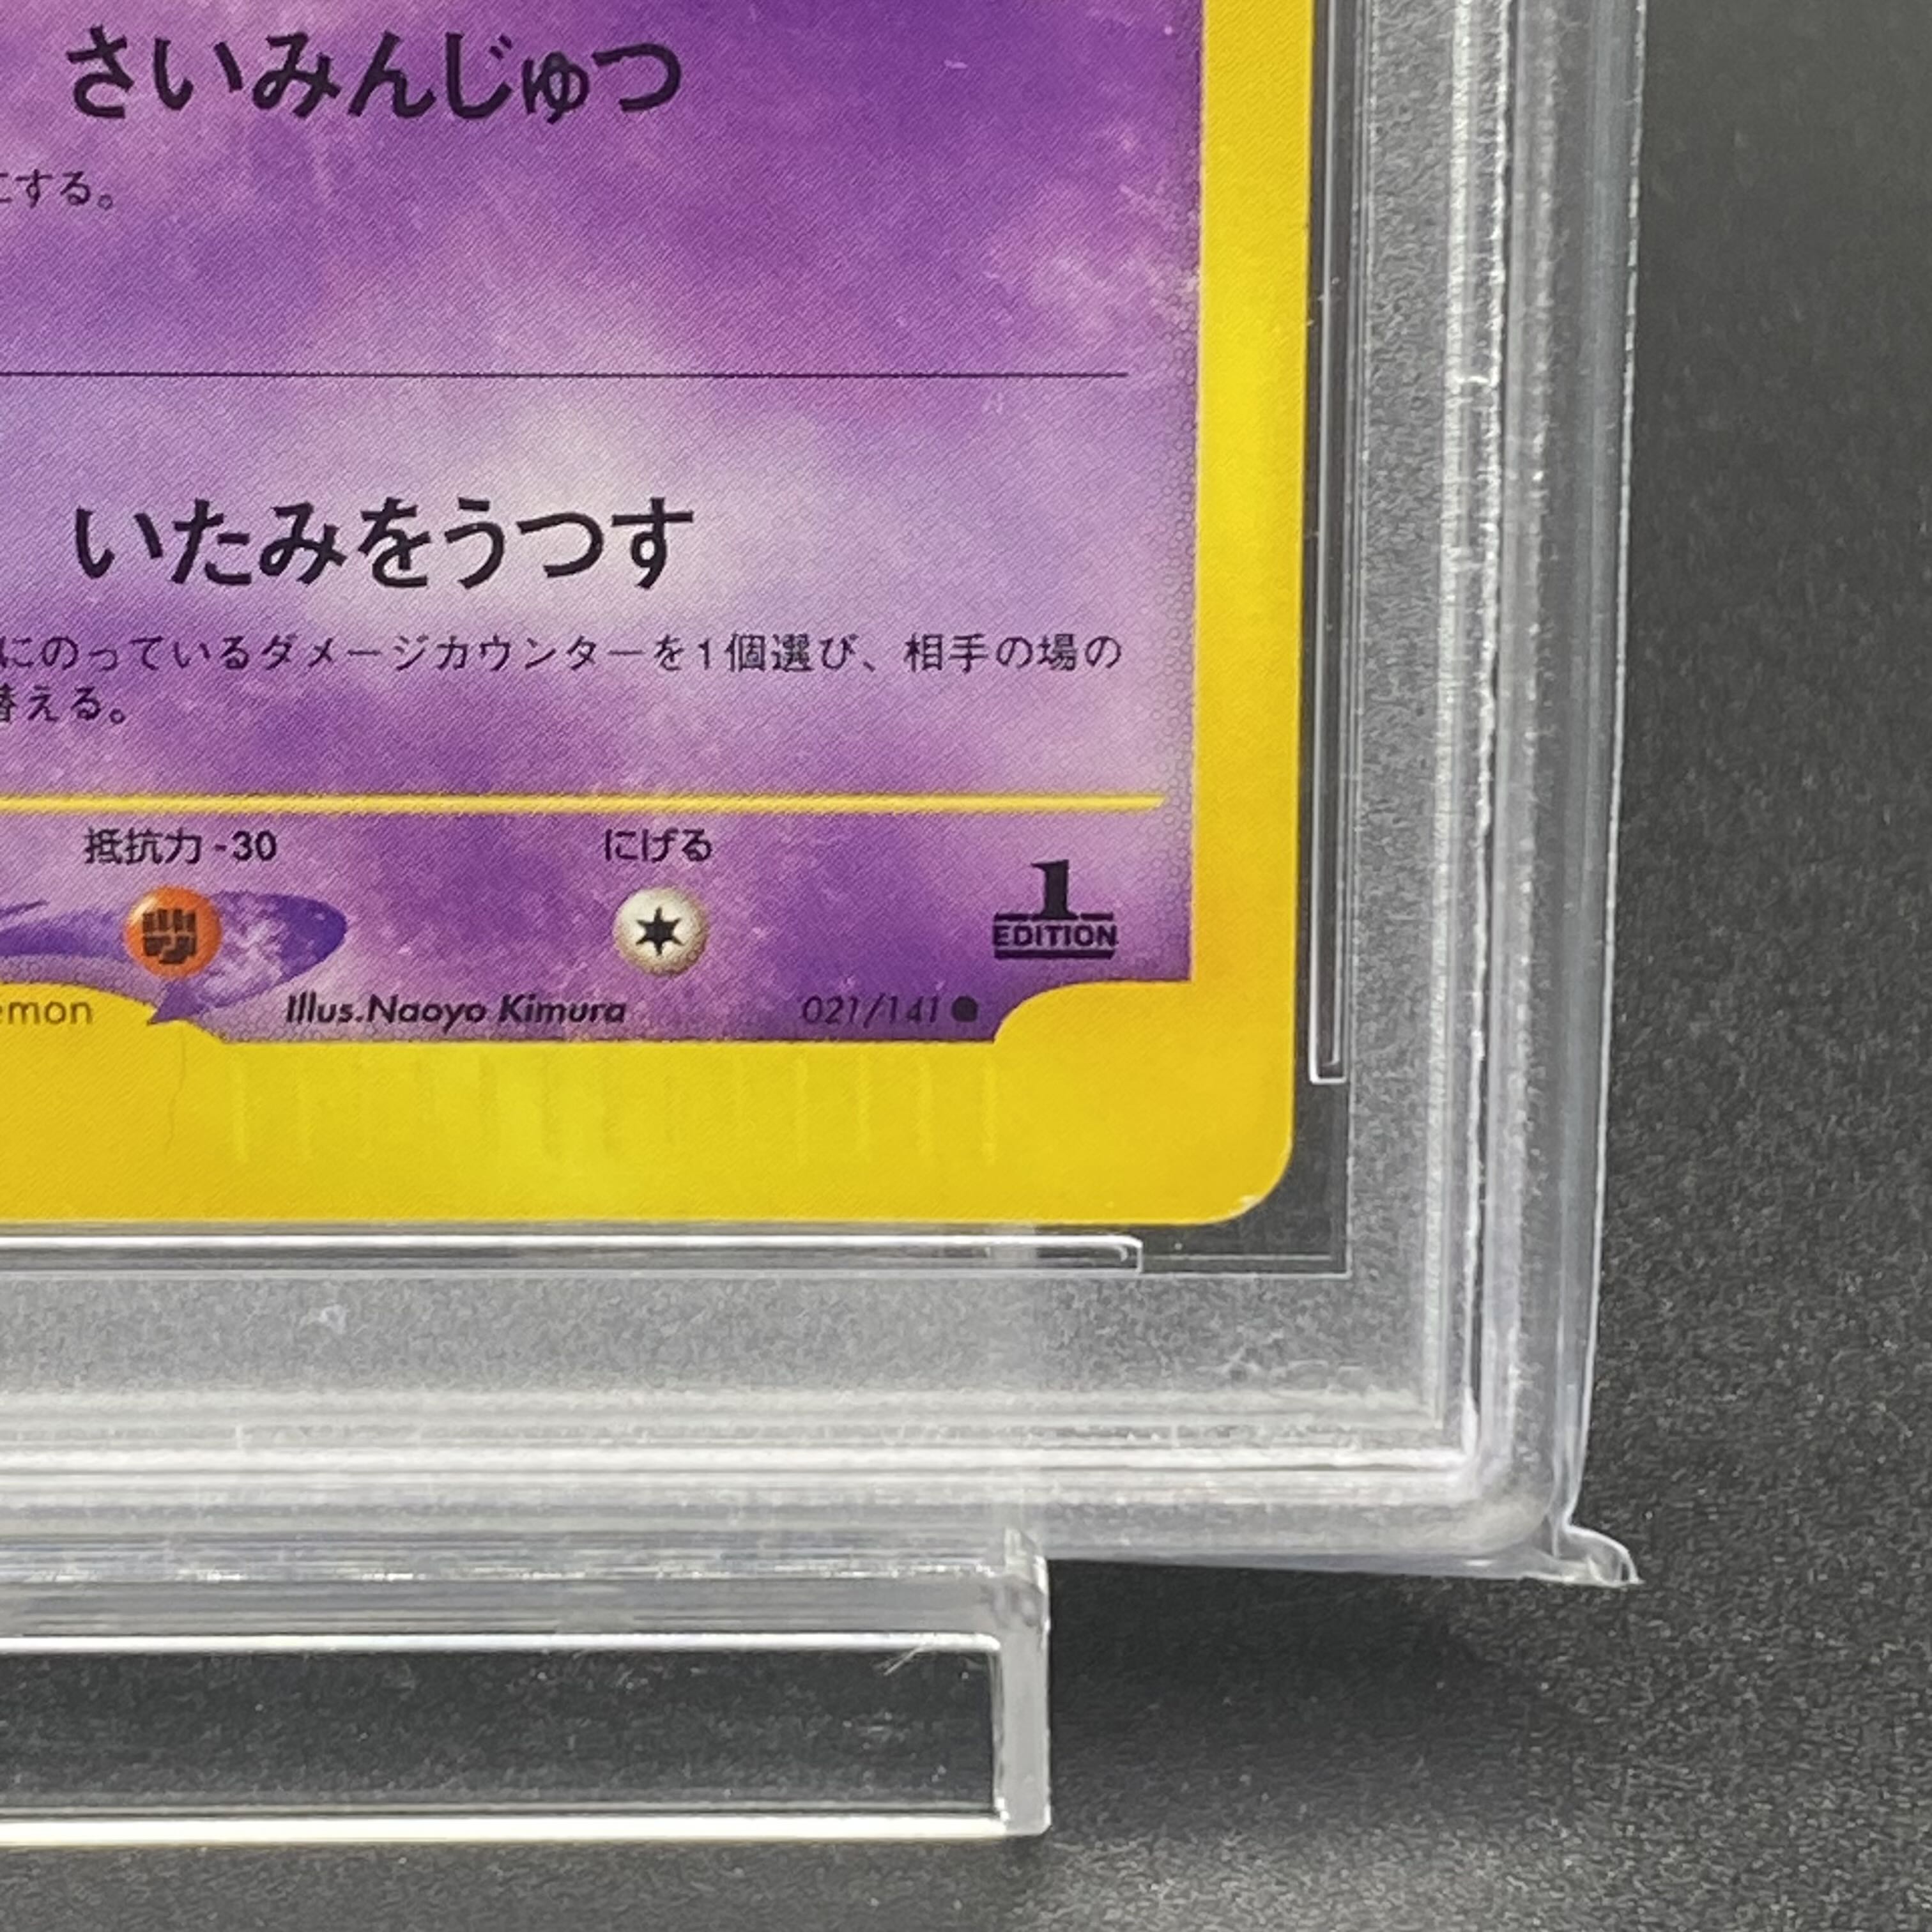 さいみんじゅつ
にする。
いたみをうつす
にのっているダメージカウンターを1個選び、相手の場の
替える。
抵抗力 -30
にげる
1
EDITION
emon
Illus.Naoyo Kimura
021/141 ●